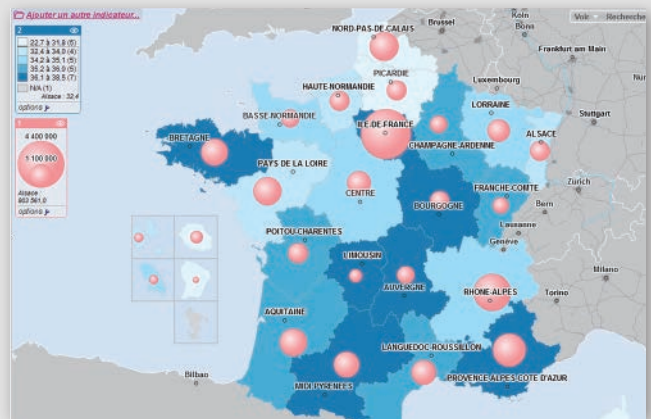 Ajouter un autre indicateur...
Voir
Recherche
2
22,7 à 31,8 (5)
32,4 à 34,0 (4)
34,2 à 35,1 (5)
35,2 à 36,0 (5)
36,1 à 38,5 (7)
N/A (1)
Alsace : 32,4
options
1
4 400 000
1 100 000
Alsace :
options
NORD-PAS-DE-CALAIS
Brussel
Köln
Bonn
Frankfurt am Main
PICARDIE
HAUTE-NORMANDIE
Luxembourg
LORRAINE
BASSE-NORMANDIE
ILE-DE-FRANCE
Stuttgart
BRETAGNE
ALSACE
CHAMPAGNE-ARDENNE
PAYS DE LA LOIRE
CENTRE
FRANCHE-COMTE
Zürich
BOURGOGNE
Bern
Lausanne
POITOU-CHARENTES
Genève
LIMOUSIN
AUVERGNE
RHONE-ALPES
Milano
Torino
AQUITAINE
LANGUEDOC-ROUSSILLON
Bilbao
MIDI-PYRENEES
PROVENCE-ALPES-COTE D'AZUR